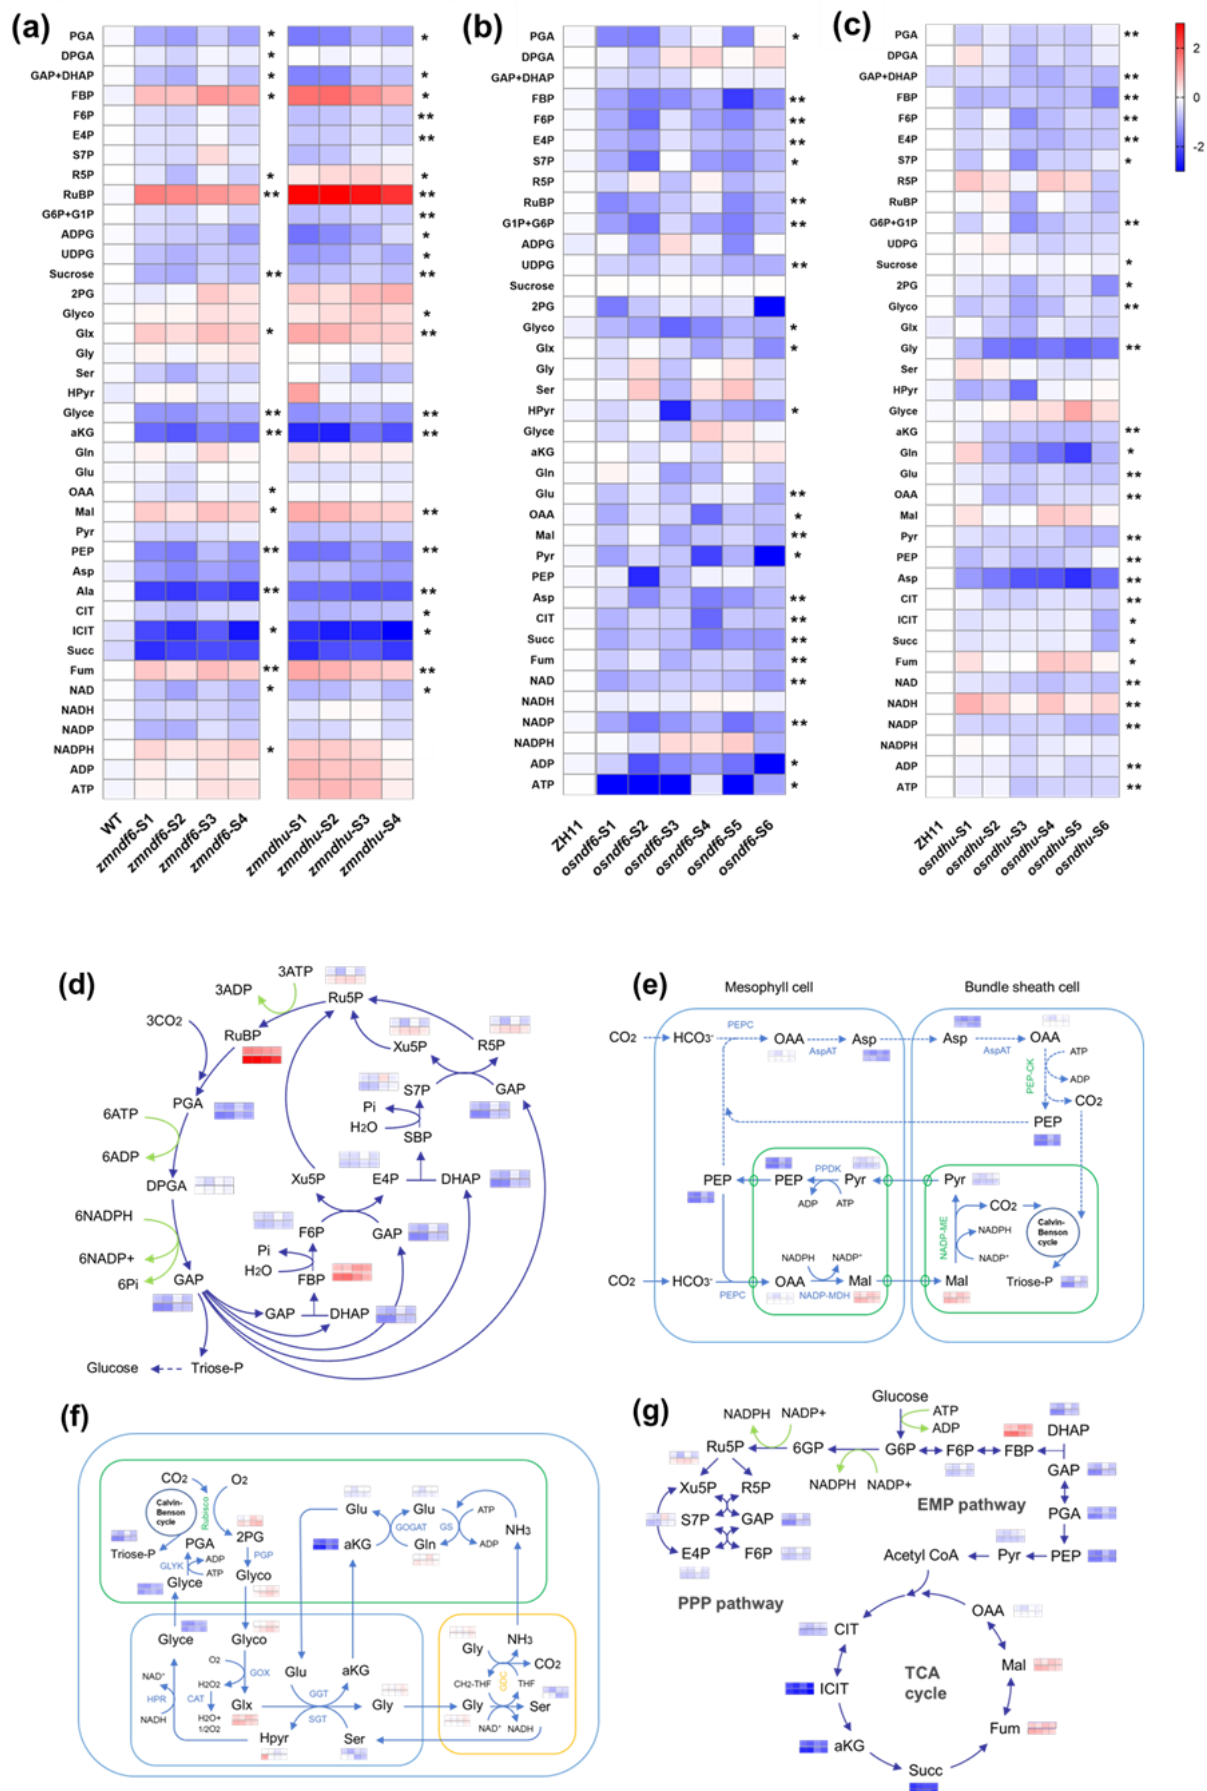 (a)
PGA * *
DPGA *
GAP+DHAP * *
FBP * *
F6P **
E4P **
S7P
R5P * *
RuBP ** **
G6P+G1P **
ADPG *
UDPG *
Sucrose ** **
2PG
Glyco *
Glx * **
Gly
Ser
HPyr
Glyce ** **
aKG ** **
Gln
Glu
OAA *
Mal * **
Pyr
PEP ** **
Asp
Ala ** **
CIT *
ICIT * *
Succ
Fum ** **
NAD * *
NADH
NADP
NADPH *
ADP
ATP
WT
zmndf6-S1
zmndf6-S2
zmndf6-S3
zmndf6-S4
zmndhu-S1
zmndhu-S2
zmndhu-S3
zmndhu-S4
(b)
PGA *
DPGA
GAP+DHAP
FBP **
F6P **
E4P **
S7P *
R5P
RuBP **
G1P+G6P **
ADPG
UDPG **
Sucrose
2PG
Glyco *
Glx *
Gly
Ser
HPyr *
Glyce
aKG
Gln
Glu **
OAA *
Mal **
Pyr *
PEP
Asp **
CIT **
Succ **
Fum **
NAD **
NADH
NADP **
NADPH
ADP *
ATP *
ZH11
osndf6-S1
osndf6-S2
osndf6-S3
osndf6-S4
osndf6-S5
osndf6-S6
(c)
PGA **
DPGA
GAP+DHAP **
FBP **
F6P **
E4P **
S7P *
R5P
RuBP
G6P+G1P **
UDPG
Sucrose *
2PG *
Glyco **
Glx
Gly **
Ser
HPyr
Glyce
aKG **
Gln *
Glu **
OAA **
Mal
Pyr **
PEP **
Asp **
CIT **
ICIT *
Succ *
Fum *
NAD **
NADH **
NADP **
NADPH
ADP **
ATP **
ZH11
osndhu-S1
osndhu-S2
osndhu-S3
osndhu-S4
osndhu-S5
osndhu-S6
2
0
-2
(d)
3ATP
3ADP
Ru5P
3CO2
RuBP
Xu5P
R5P
PGA
S7P
GAP
Pi
H2O
SBP
6ATP
6ADP
DPGA
Xu5P
E4P
DHAP
6NADPH
6NADP+
6Pi
F6P
GAP
Pi
H2O
FBP
GAP
GAP
DHAP
Glucose
Triose-P
(e)
Mesophyll cell
Bundle sheath cell
CO2
HCO3-
PEPC
OAA
AspAT
Asp
Asp
AspAT
OAA
ATP
PEP-CK
ADP
CO2
PEP
PEP
PEP
PPDK
Pyr
ADP
ATP
Pyr
CO2
NADP-ME
NADPH
NADP+
Calvin-
Benson
cycle
CO2
HCO3-
PEPC
OAA
NADPH
NADP+
NADP-MDH
Mal
Mal
Triose-P
(f)
CO2
O2
Rubisco
Calvin-
Benson
cycle
Triose-P
PGA
2PG
PGP
GLYK
ADP
ATP
Glyco
Glyce
Glu
Glu
ATP
aKG
GOGAT
GS
Gln
ADP
NH3
Glyce
Glyco
NAD+
HPR
NADH
O2
GOX
H2O2
CAT
H2O+
1/2O2
Glx
Glu
aKG
GGT
SGT
Gly
Hpyr
Ser
Gly
NH3
CO2
CH2-THF
GDC
THF
Gly
Ser
NAD+
NADH
(g)
Glucose
ATP
ADP
NADPH
NADP+
Ru5P
6GP
G6P
F6P
FBP
DHAP
NADPH
NADP+
GAP
EMP pathway
Xu5P
R5P
S7P
GAP
E4P
F6P
PGA
PPP pathway
Acetyl CoA
Pyr
PEP
CIT
OAA
ICIT
TCA
cycle
Mal
aKG
Fum
Succ